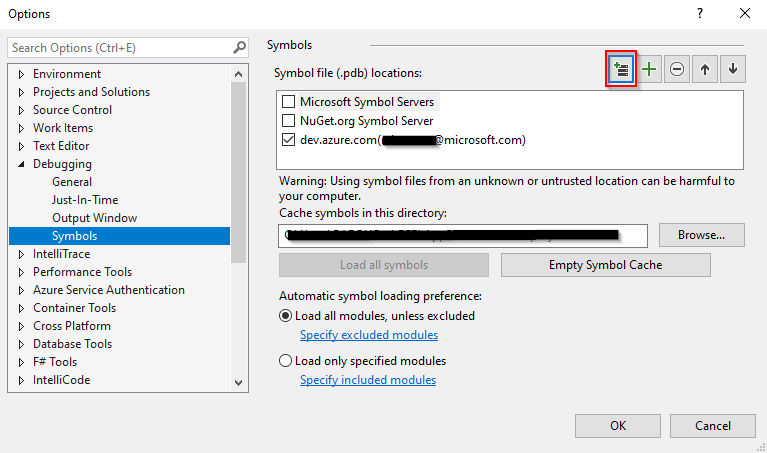 Options
Search Options (Ctrl+E)
Environment
Projects and Solutions
Source Control
Work Items
Text Editor
Debugging
General
Just-In-Time
Output Window
Symbols
IntelliTrace
Performance Tools
Azure Service Authentication
Container Tools
Cross Platform
Database Tools
F# Tools
IntelliCode
Symbols
Symbol file (.pdb) locations:
Microsoft Symbol Servers
NuGet.org Symbol Server
dev.azure.com( @microsoft.com)
Warning: Using symbol files from an unknown or untrusted location can be harmful to
your computer.
Cache symbols in this directory:
Browse...
Load all symbols
Empty Symbol Cache
Automatic symbol loading preference:
Load all modules, unless excluded
Specify excluded modules
Load only specified modules
Specify included modules
OK
Cancel